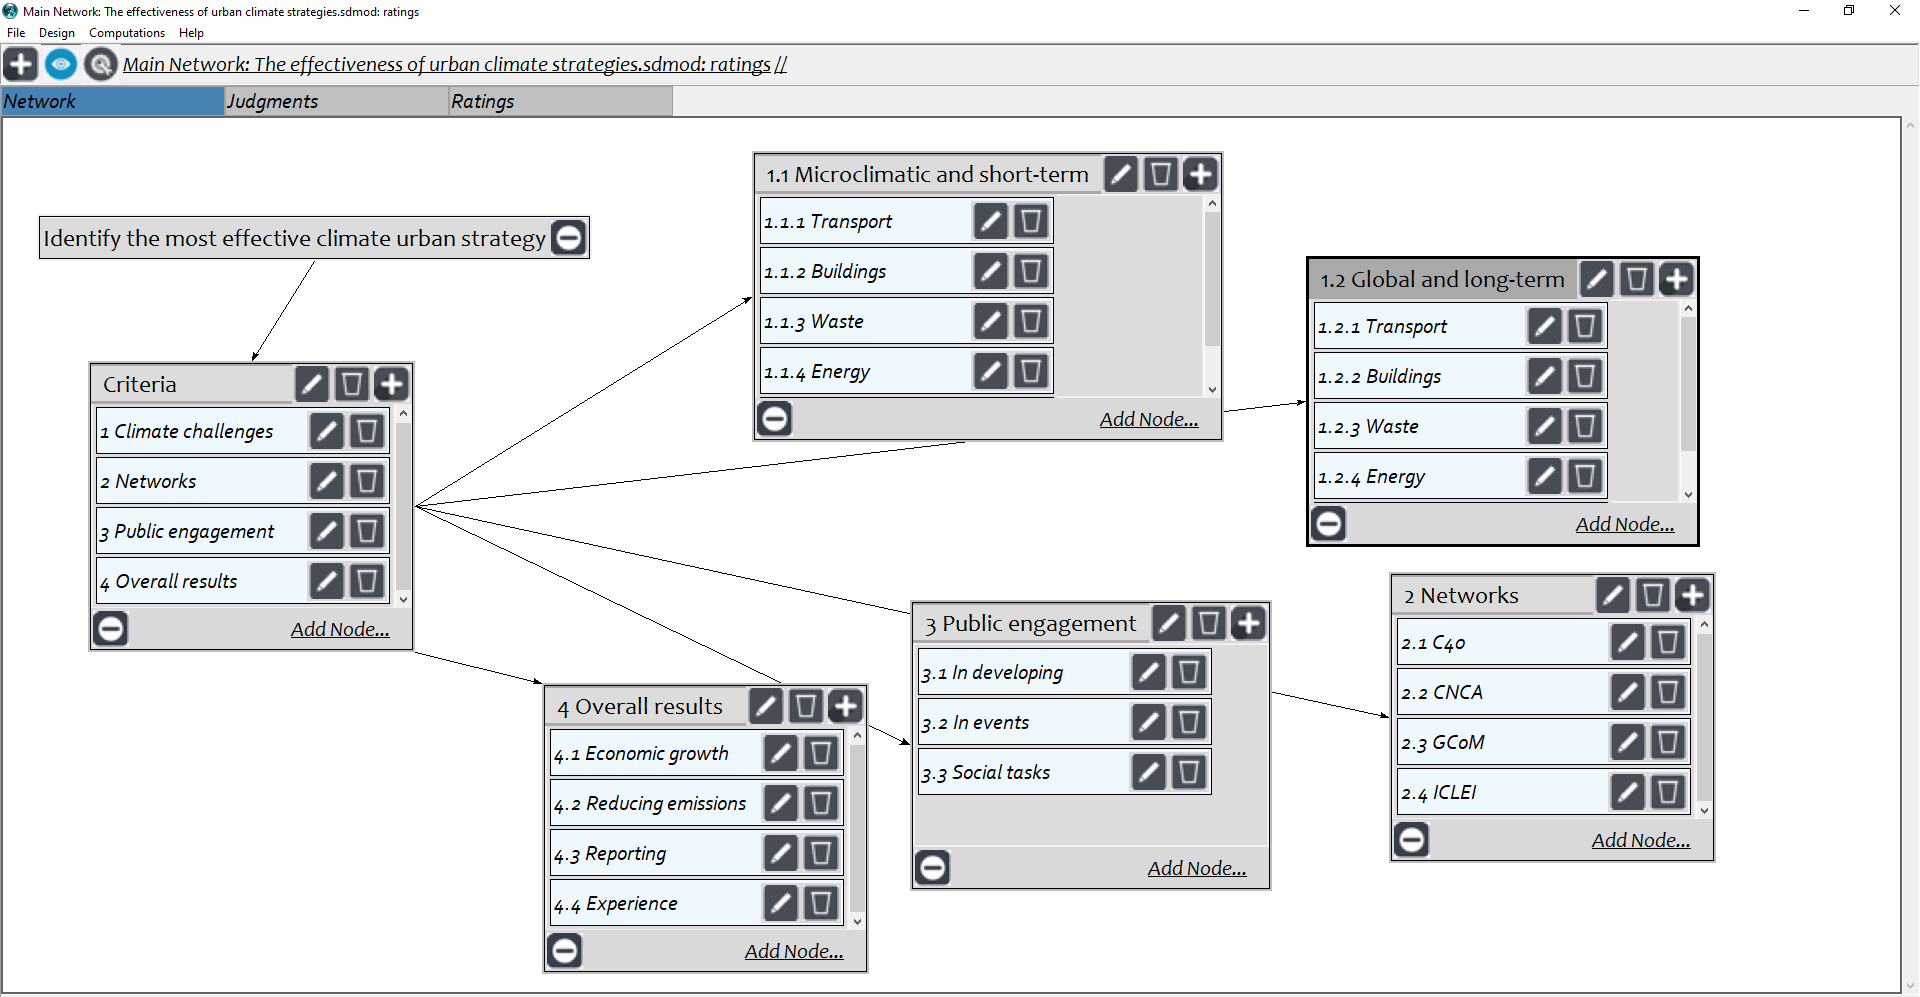 Main Network: The effectiveness of urban climate strategies.sdmod: ratings
File Design Computations Help
Main Network: The effectiveness of urban climate strategies.sdmod: ratings //
Network Judgments Ratings
Identify the most effective climate urban strategy
Criteria
1 Climate challenges
2 Networks
3 Public engagement
4 Overall results
Add Node...
1.1 Microclimatic and short-term
1.1.1 Transport
1.1.2 Buildings
1.1.3 Waste
1.1.4 Energy
Add Node...
1.2 Global and long-term
1.2.1 Transport
1.2.2 Buildings
1.2.3 Waste
1.2.4 Energy
Add Node...
2 Networks
2.1 C40
2.2 CNCA
2.3 GCoM
2.4 ICLEI
Add Node...
3 Public engagement
3.1 In developing
3.2 In events
3.3 Social tasks
Add Node...
4 Overall results
4.1 Economic growth
4.2 Reducing emissions
4.3 Reporting
4.4 Experience
Add Node...